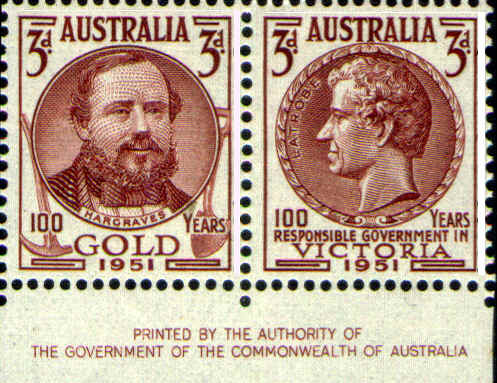 AUSTRALIA
3d. 3d.
HARGRAVES
100 YEARS
GOLD
1951
AUSTRALIA
3d. 3d.
LATROBE
100 YEARS
RESPONSIBLE GOVERNMENT IN
VICTORIA
1951
PRINTED BY THE AUTHORITY OF
THE GOVERNMENT OF THE COMMONWEALTH OF AUSTRALIA